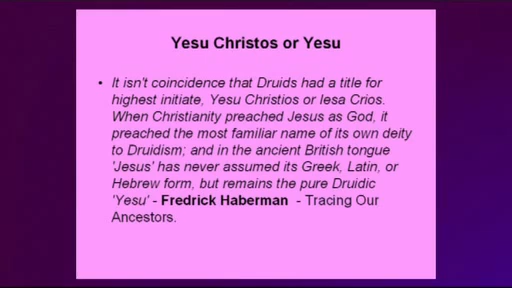 Yesu Christos or Yesu
• It isn't coincidence that Druids had a title for
highest initiate, Yesu Christios or Iesa Crios.
When Christianity preached Jesus as God, it
preached the most familiar name of its own deity
to Druidism; and in the ancient British tongue
'Jesus' has never assumed its Greek, Latin, or
Hebrew form, but remains the pure Druidic
'Yesu' - Fredrick Haberman - Tracing Our
Ancestors.